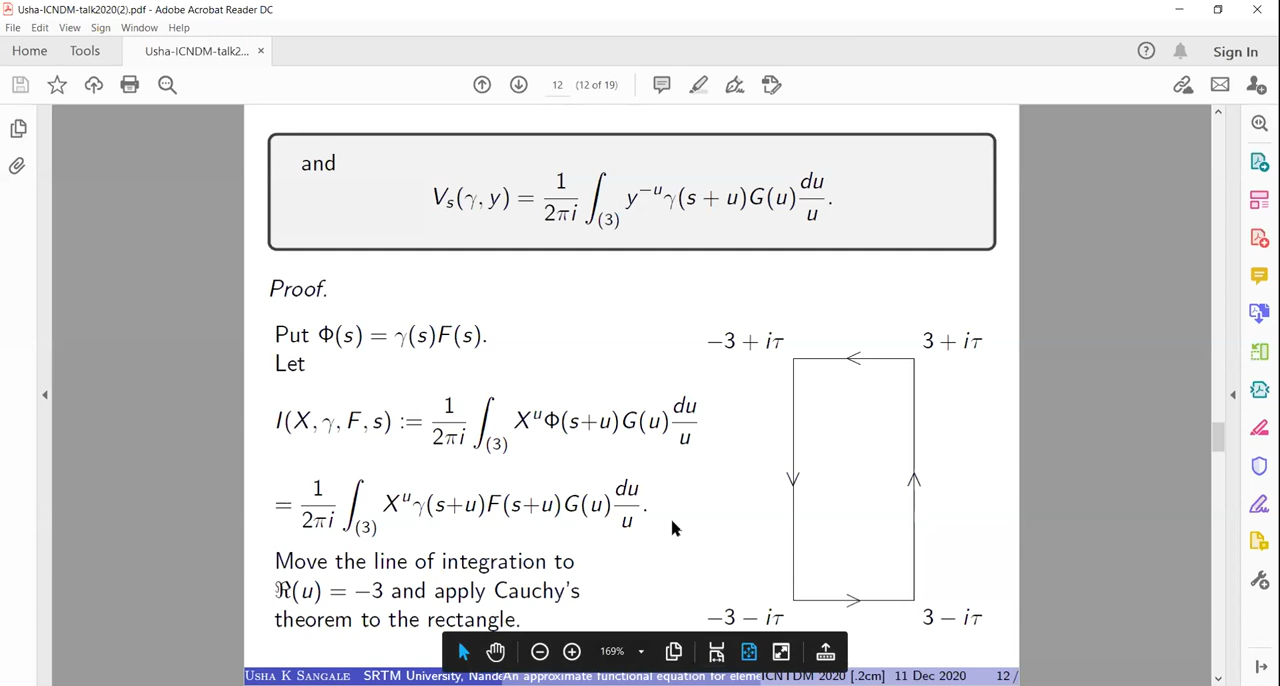 Usha-ICNDM-talk2020(2).pdf - Adobe Acrobat Reader DC
File Edit View Sign Window Help
Home Tools Usha-ICNDM-talk2... × Sign In
12 (12 of 19)
and
V_s(γ, y) = 1/2πi ∫_(3) y^{−u}γ(s + u)G(u) du/u.
Proof.
Put Φ(s) = γ(s)F(s).
Let
I(X, γ, F, s) := 1/2πi ∫_(3) X^uΦ(s+u)G(u) du/u
= 1/2πi ∫_(3) X^uγ(s+u)F(s+u)G(u) du/u.
Move the line of integration to
ℜ(u) = −3 and apply Cauchy's
theorem to the rectangle.
−3 + iτ 3 + iτ
−3 − iτ 3 − iτ
169%
Usha K Sangale SRTM University, Nande An approximate functional equation for eleme ICNTDM 2020 [.2cm] 11 Dec 2020 12 /